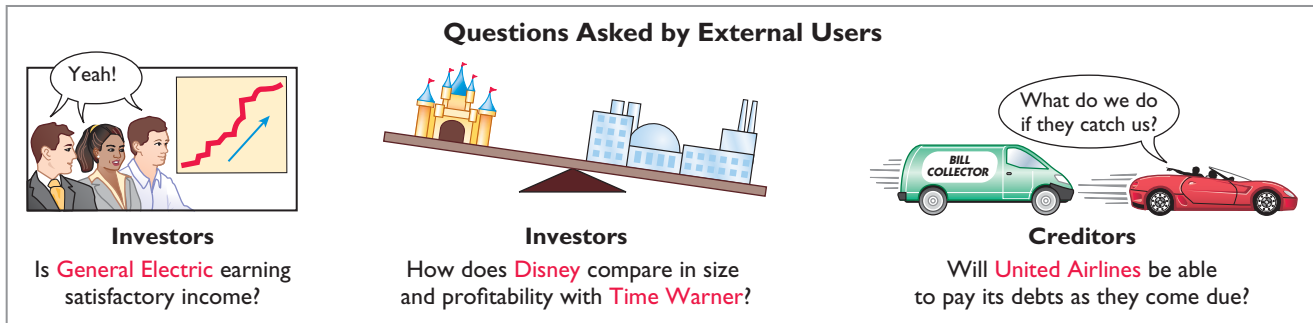 Questions Asked by External Users
Yeah!
Investors
Is General Electric earning
satisfactory income?
Investors
How does Disney compare in size
and profitability with Time Warner?
What do we do
if they catch us?
BILL
COLLECTOR
Creditors
Will United Airlines be able
to pay its debts as they come due?